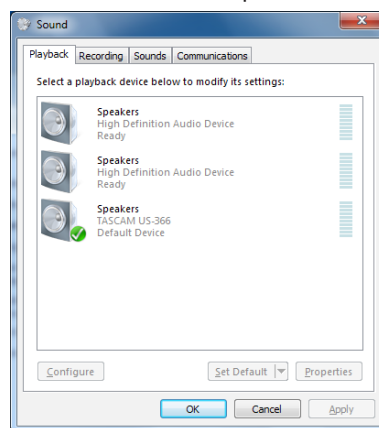 Sound
Playback Recording Sounds Communications
Select a playback device below to modify its settings:
Speakers
High Definition Audio Device
Ready
Speakers
High Definition Audio Device
Ready
Speakers
TASCAM US-366
Default Device
Configure Set Default Properties
OK Cancel Apply